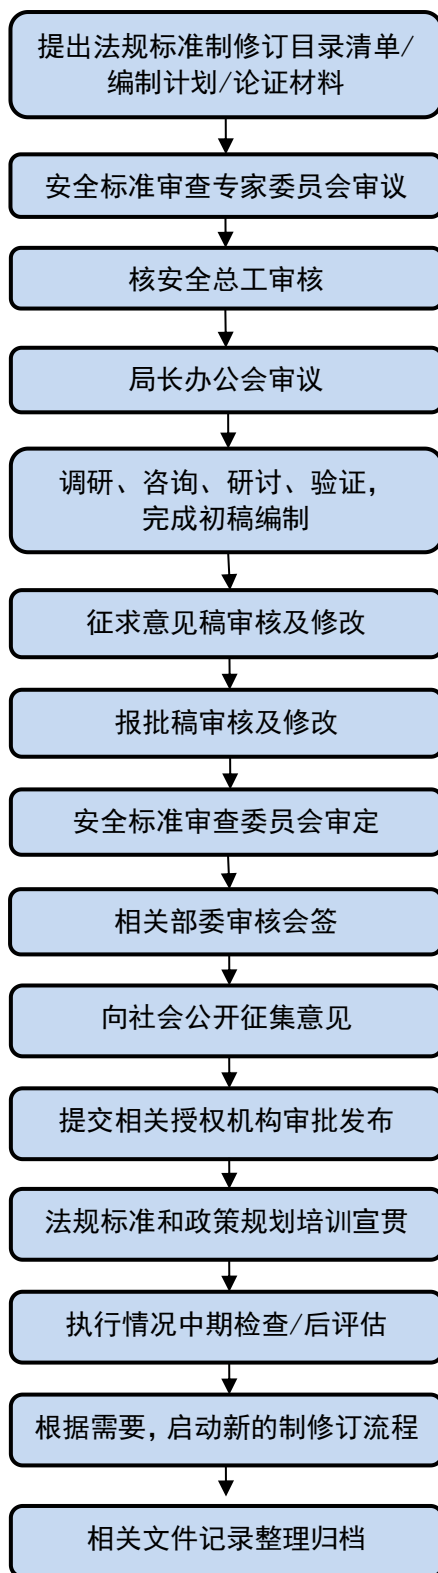 提出法规标准制修订目录清单/
编制计划/论证材料
安全标准审查专家委员会审议
核安全总工审核
局长办公会审议
调研、咨询、研讨、验证，
完成初稿编制
征求意见稿审核及修改
报批稿审核及修改
安全标准审查委员会审定
相关部委审核会签
向社会公开征集意见
提交相关授权机构审批发布
法规标准和政策规划培训宣贯
执行情况中期检查/后评估
根据需要，启动新的制修订流程
相关文件记录整理归档